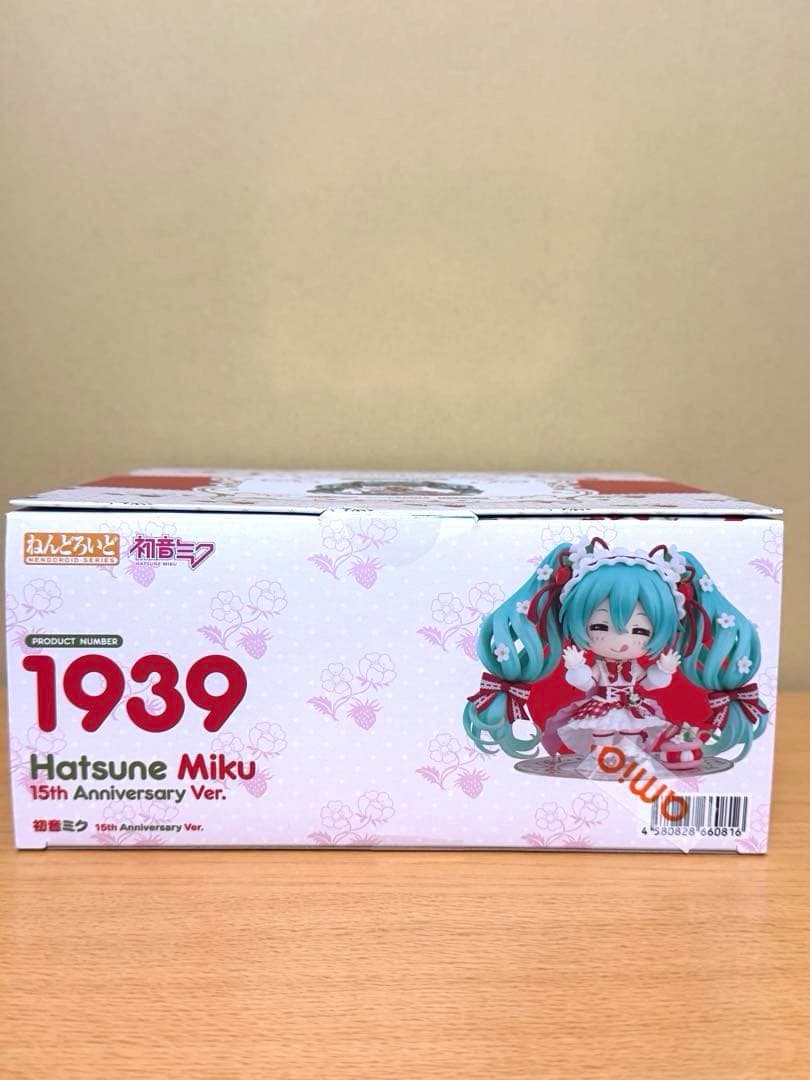 ねんどろいど
NENDOROID SERIES
初音ミク
HATSUNE MIKU
PRODUCT NUMBER
1939
Hatsune Miku
15th Anniversary Ver.
初音ミク 15th Anniversary Ver.
amia
4 580828 660816